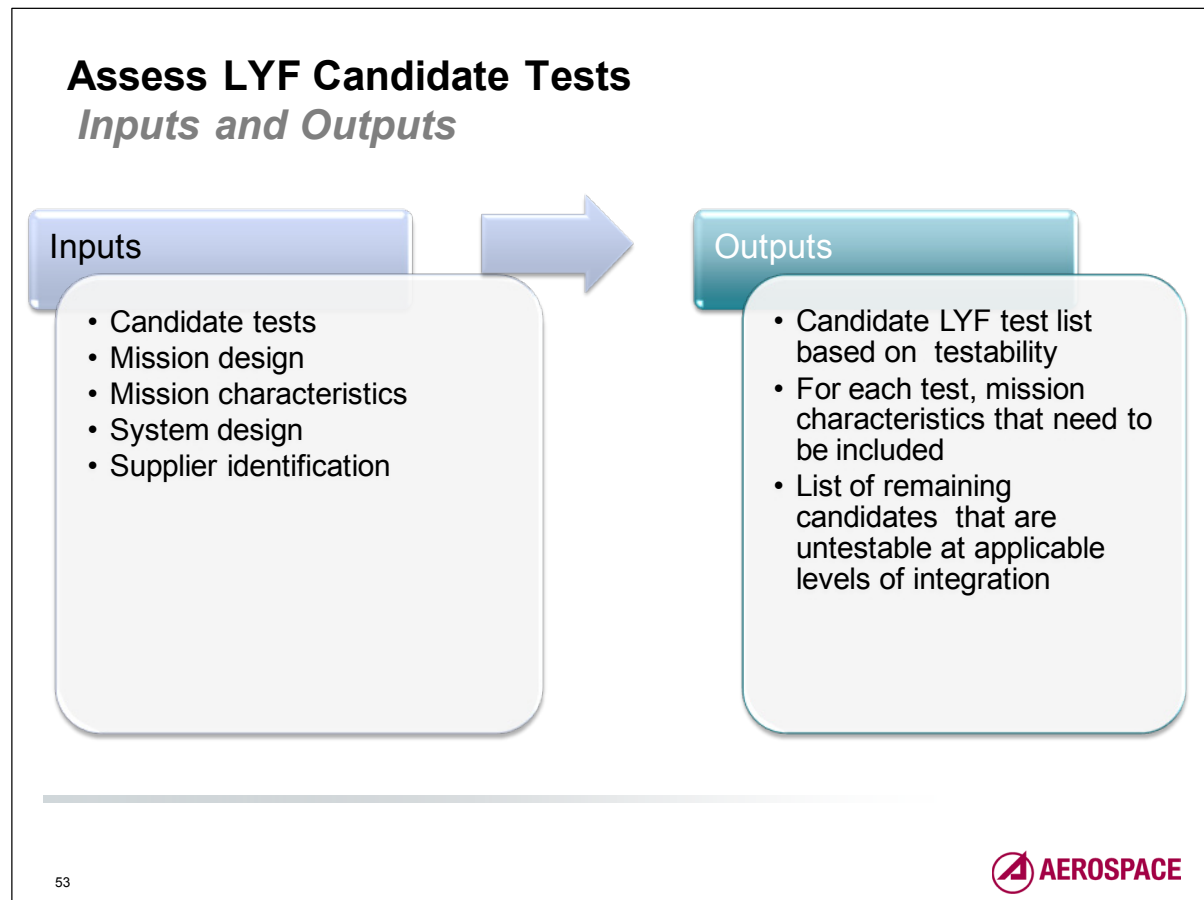 Assess LYF Candidate Tests
Inputs and Outputs
Inputs
• Candidate tests
• Mission design
• Mission characteristics
• System design
• Supplier identification
Outputs
• Candidate LYF test list
based on testability
• For each test, mission
characteristics that need to
be included
• List of remaining
candidates that are
untestable at applicable
levels of integration
53
AEROSPACE